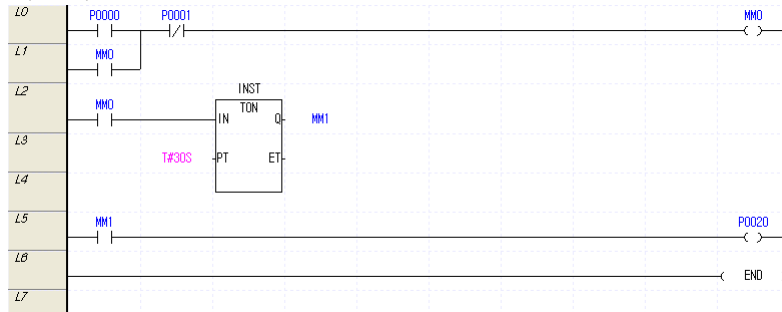 L0 P0000 P0001 MM0
L1 MM0
L2 INST
MM0 TON
IN Q MM1
L3 T#30S PT ET
L4
L5 MM1 P0020
L6 END
L7